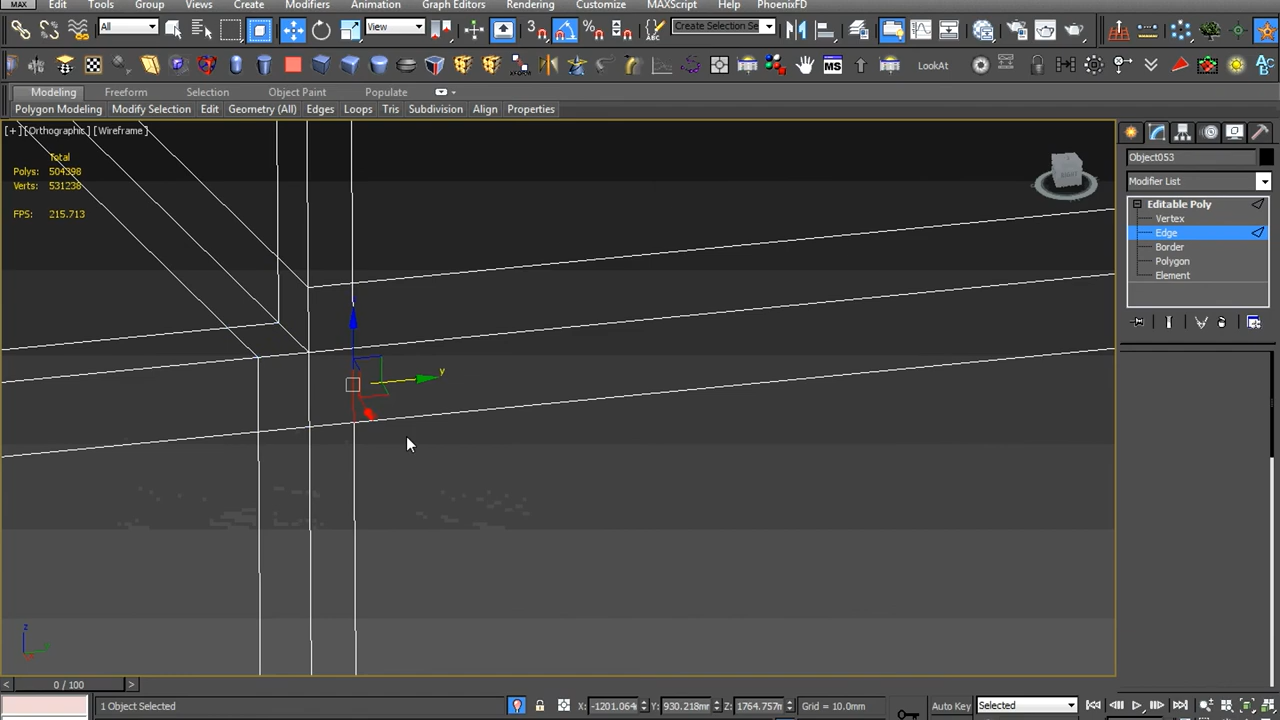 MAX Edit Tools Group Views Create Modifiers Animation Graph Editors Rendering Customize MAXScript Help PhoenixFD
All View 3 Create Selection Se
MS LookAt
Modeling Freeform Selection Object Paint Populate
Polygon Modeling Modify Selection Edit Geometry (All) Edges Loops Tris Subdivision Align Properties
[+] [Orthographic] [Wireframe]
Total
Polys: 504398
Verts: 531238
FPS: 215.713
Object053
Modifier List
Editable Poly
Vertex
Edge
Border
Polygon
Element
y
z
0 / 100
1 Object Selected X: -1201.064 Y: 930.218m Z: 1764.757m Grid = 10.0mm Auto Key Selected